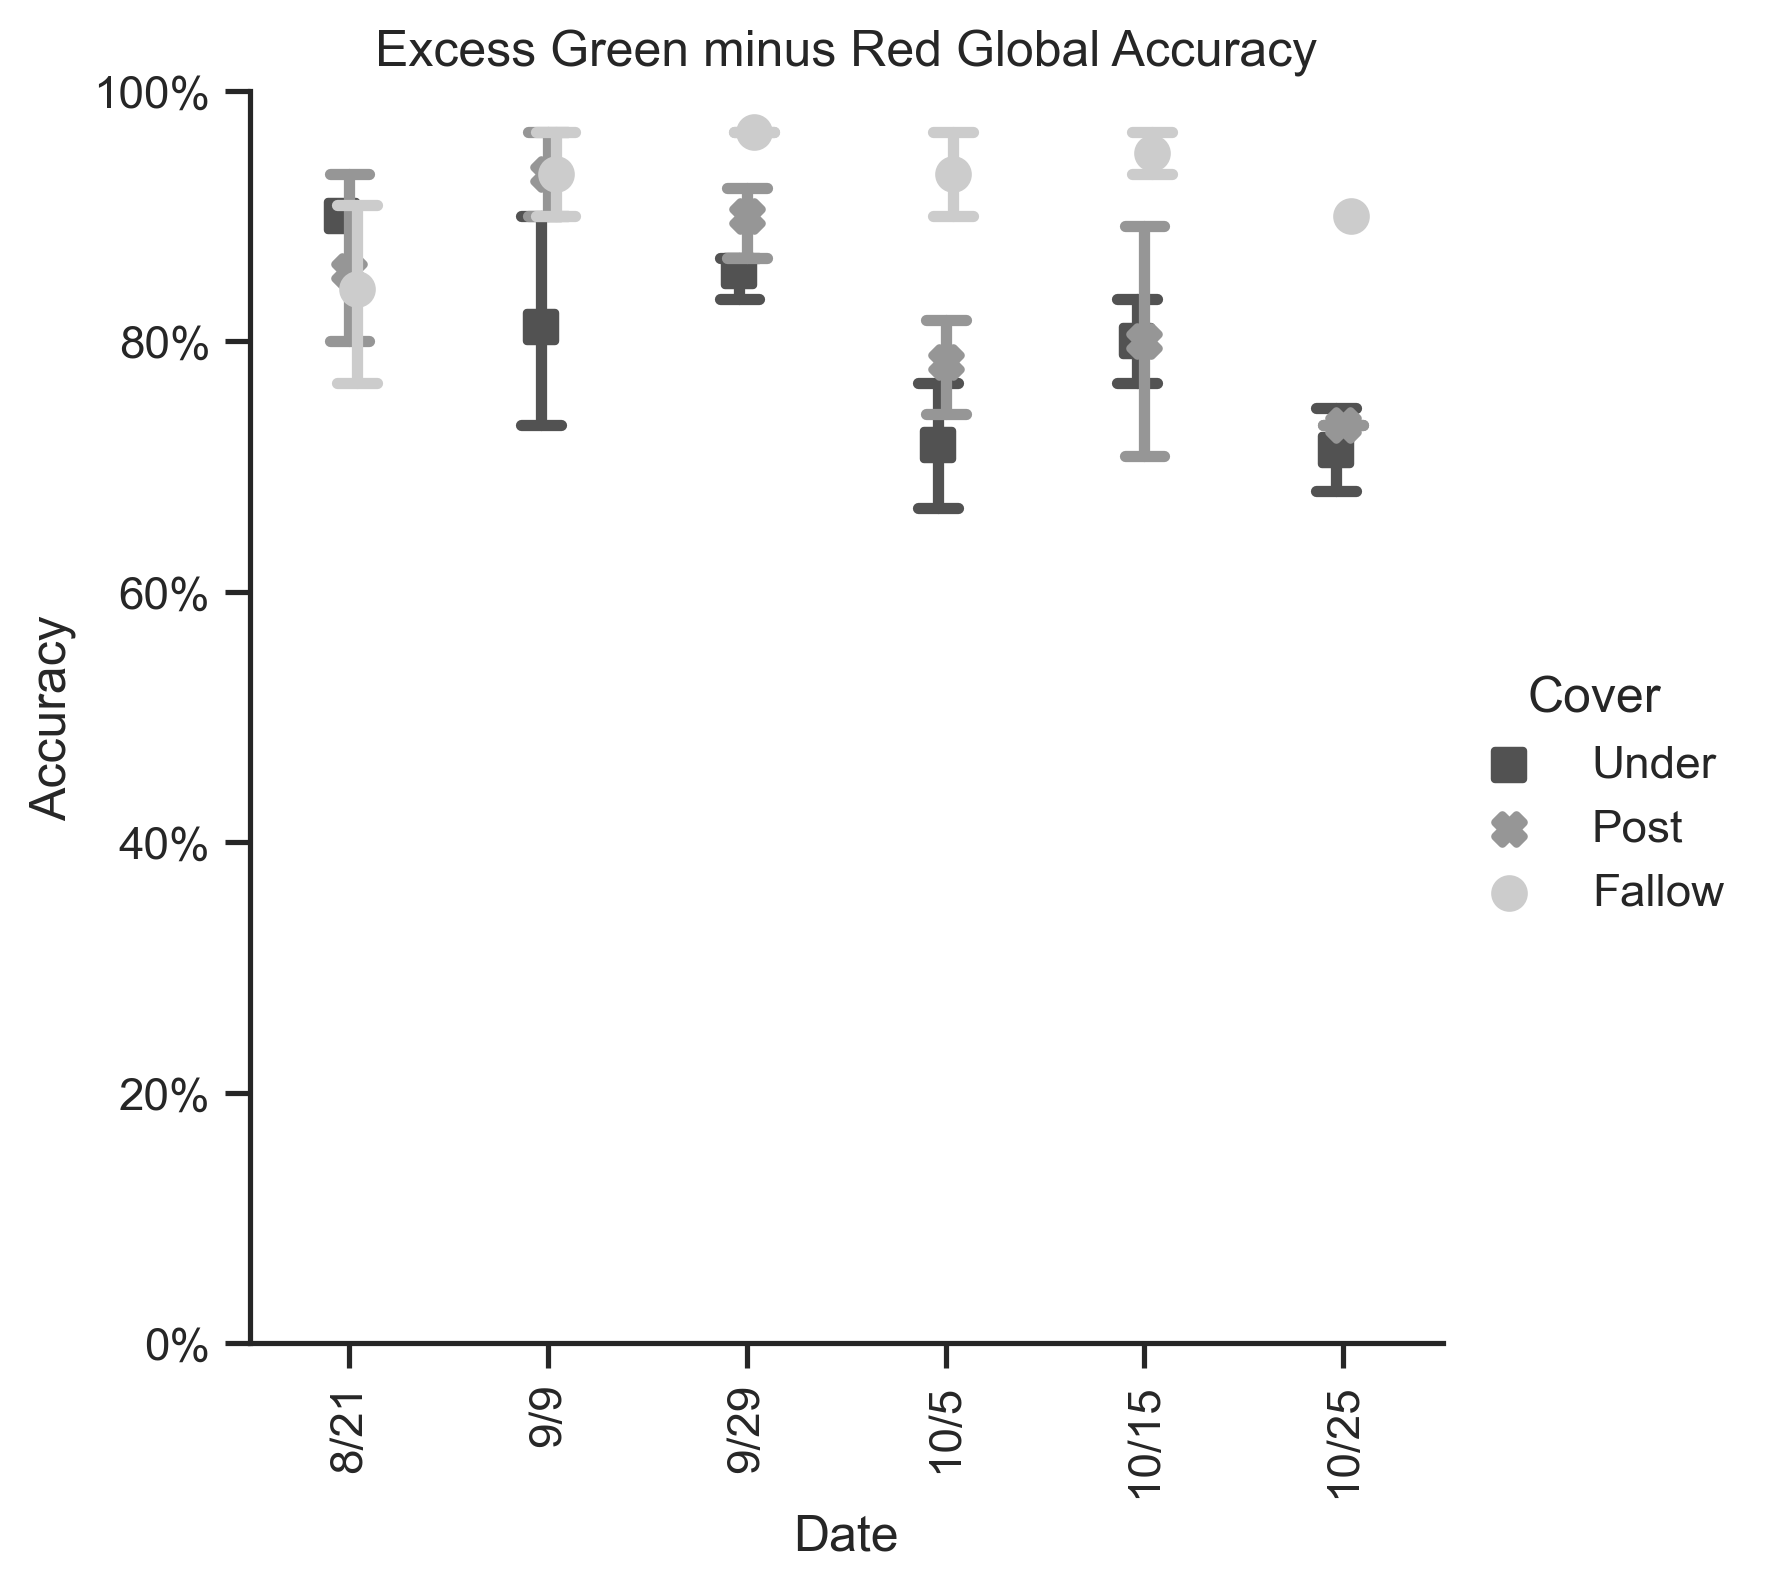 Excess Green minus Red Global Accuracy
100%
80%
60%
40%
20%
0%
Accuracy
8/21
9/9
9/29
10/5
10/15
10/25
Date
Cover
Under
Post
Fallow